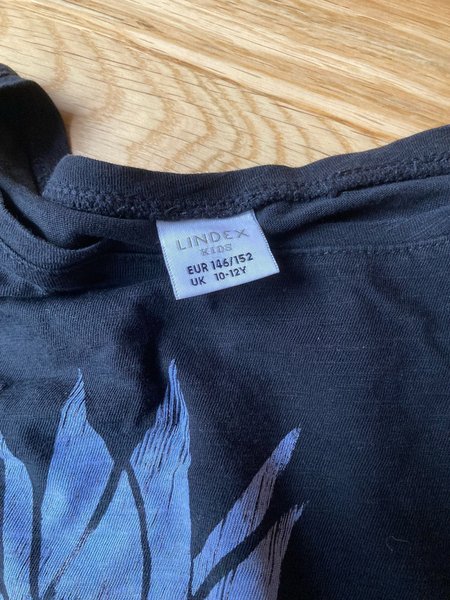 LINDEX
KIDS
EUR 146/152
UK 10-12Y